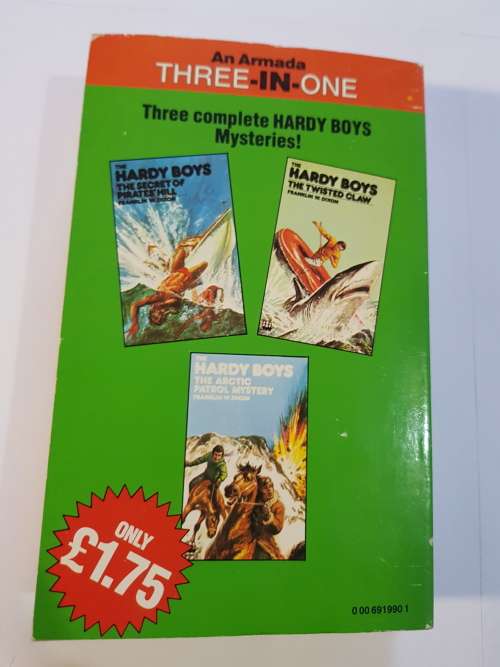 An Armada
THREE-IN-ONE
Three complete HARDY BOYS
Mysteries!
THE
HARDY BOYS
THE SECRET OF
PIRATES' HILL
FRANKLIN W. DIXON
THE
HARDY BOYS
THE TWISTED CLAW
FRANKLIN W. DIXON
THE
HARDY BOYS
THE ARCTIC
PATROL MYSTERY
FRANKLIN W. DIXON
ONLY
£1.75
0 00 691990 1